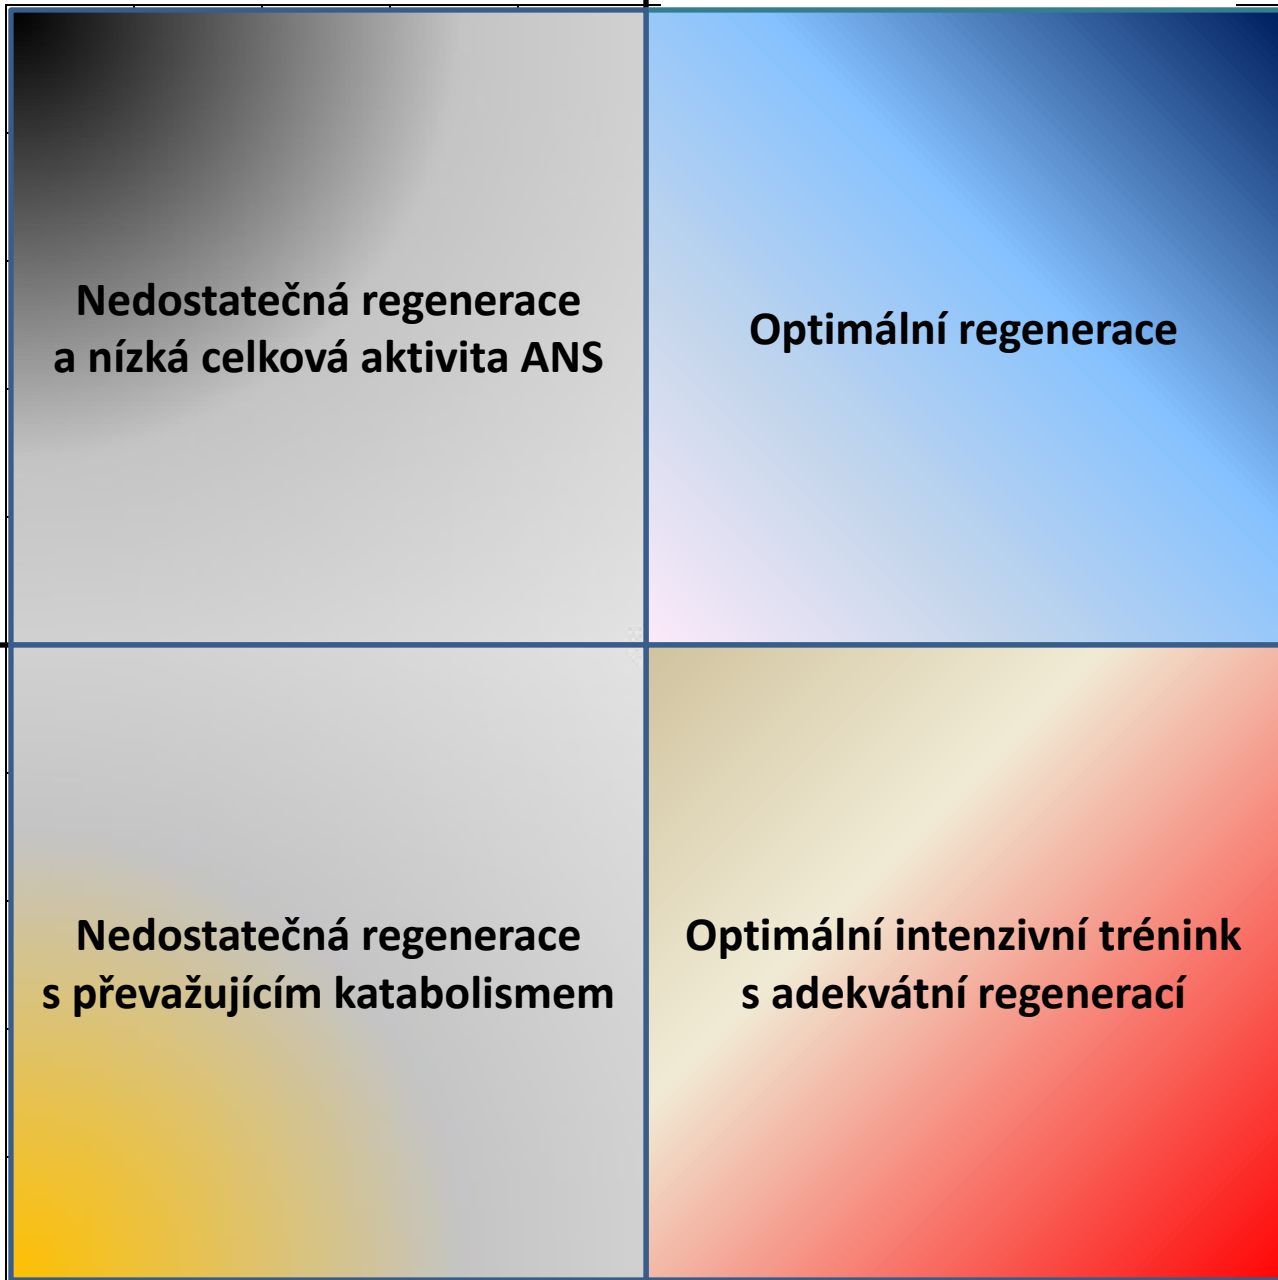 Nedostatečná regenerace
a nízká celková aktivita ANS
Optimální regenerace
Nedostatečná regenerace
s převažujícím katabolismem
Optimální intenzivní trénink
s adekvátní regenerací